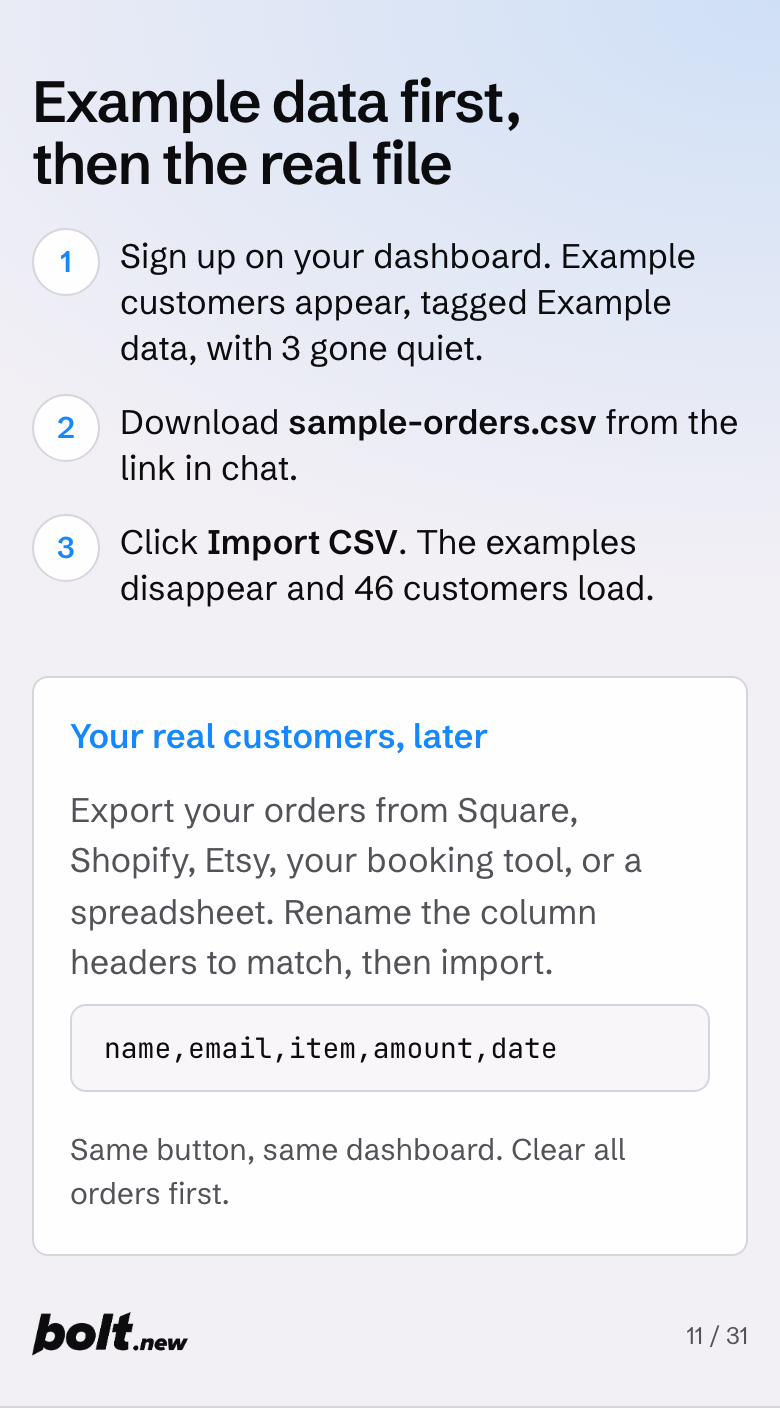 Example data first,
then the real file
1
Sign up on your dashboard. Example
customers appear, tagged Example
data, with 3 gone quiet.
2
Download sample-orders.csv from the
link in chat.
3
Click Import CSV. The examples
disappear and 46 customers load.
Your real customers, later
Export your orders from Square,
Shopify, Etsy, your booking tool, or a
spreadsheet. Rename the column
headers to match, then import.
name,email,item,amount,date
Same button, same dashboard. Clear all
orders first.
bolt.new
11 / 31